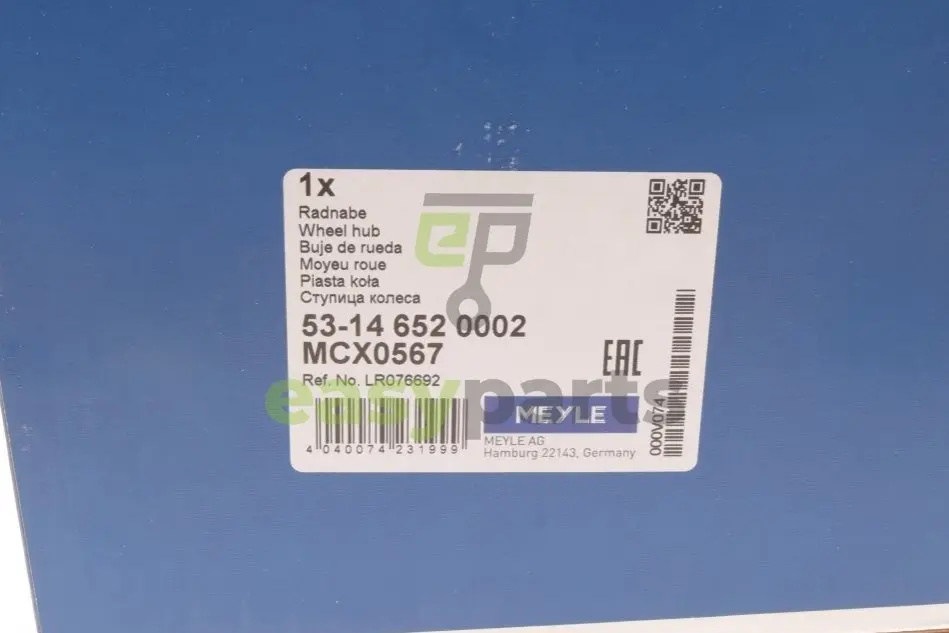 1x
Radnabe
Wheel hub
Buje de rueda
Moyeu roue
Piasta koła
Ступица колеса
53-14 652 0002
MCX0567
Ref. No. LR076692
EAC
ep
easyparts
MEYLE
MEYLE AG
Hamburg 22143, Germany
4 040074 231999
000V074